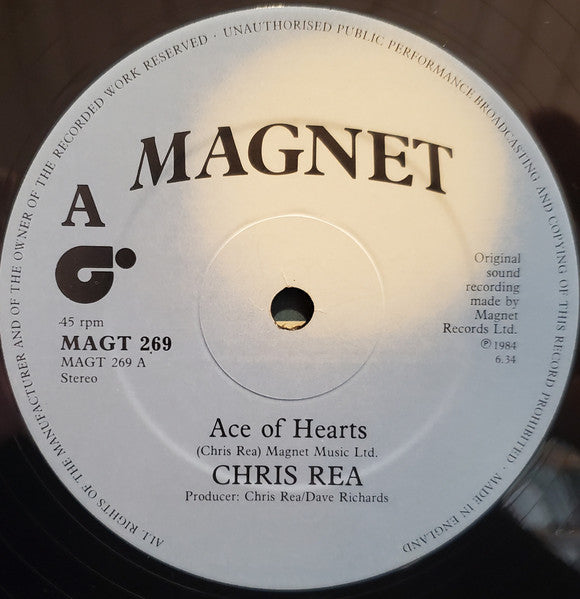 ALL RIGHTS OF THE MANUFACTURER AND OF THE OWNER OF THE RECORDED WORK RESERVED · UNAUTHORISED PUBLIC PERFORMANCE BROADCASTING AND COPYING OF THIS RECORD PROHIBITED · MADE IN ENGLAND
MAGNET
A
45 rpm
MAGT 269
MAGT 269 A
Stereo
Original
sound
recording
made by
Magnet
Records Ltd.
℗ 1984
6.34
Ace of Hearts
(Chris Rea) Magnet Music Ltd.
CHRIS REA
Producer: Chris Rea/Dave Richards